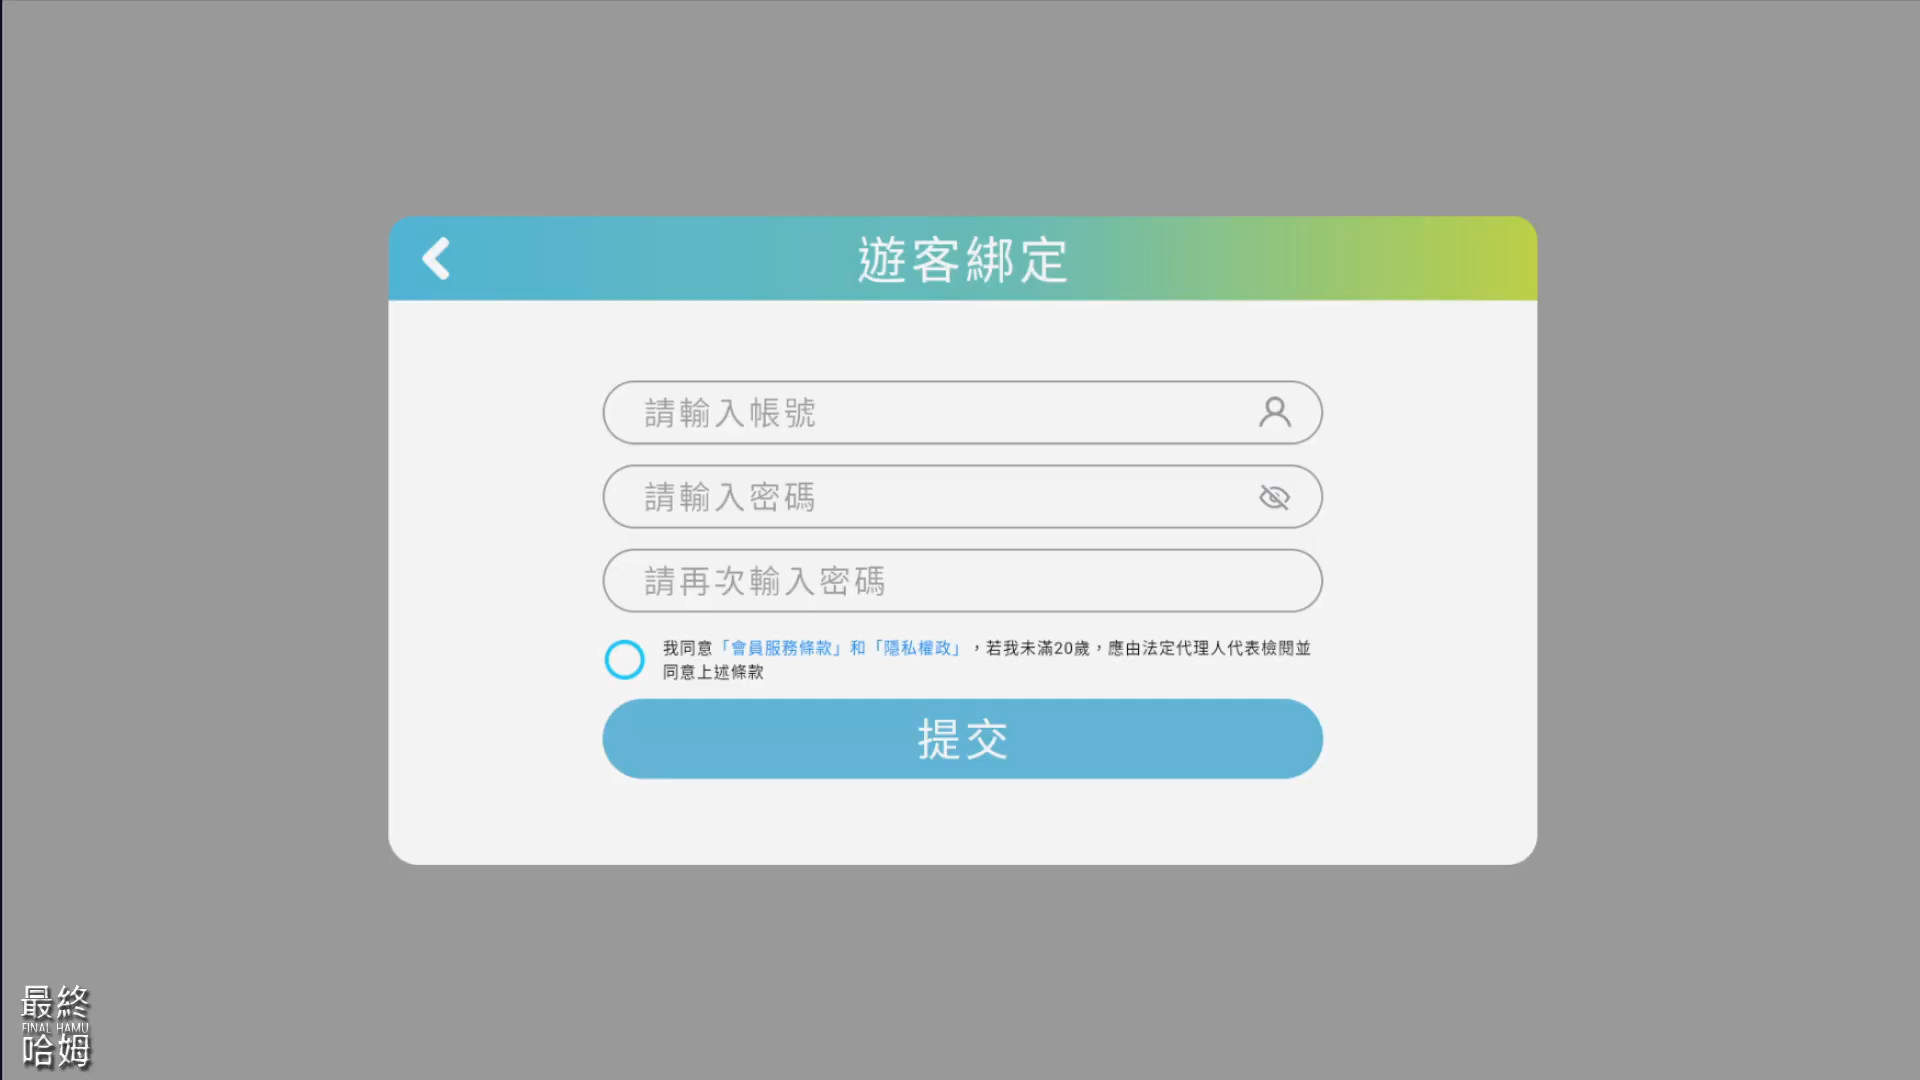 遊客綁定
請輸入帳號
請輸入密碼
請再次輸入密碼
我同意「會員服務條款」和「隱私權政」，若我未滿20歲，應由法定代理人代表檢閱並
同意上述條款
提交
最終
FINAL HAMU
哈姆